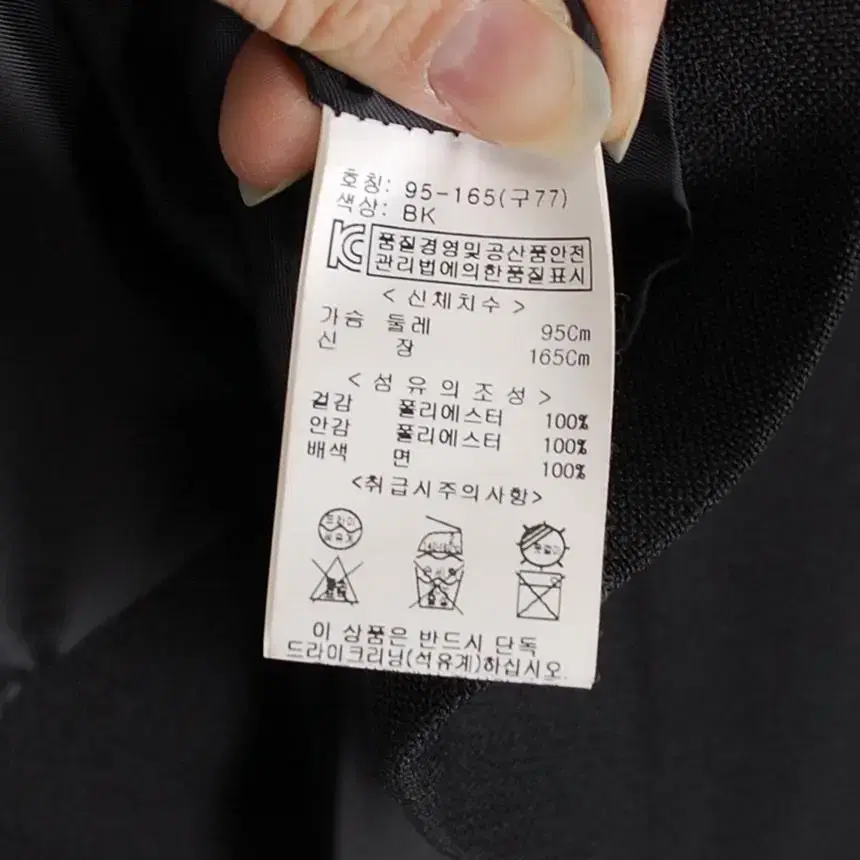 호칭: 95-165(구77)
색상: BK
품질경영및공산품안전
관리법에의한품질표시
< 신체치수 >
가슴 둘레 95Cm
신 장 165Cm
< 섬유의조성 >
겉감 폴리에스터 100%
안감 폴리에스터 100%
배색 면 100%
<취급시주의사항>
드라이
이 상품은 반드시 단독
드라이크리닝(석유계)하십시오.